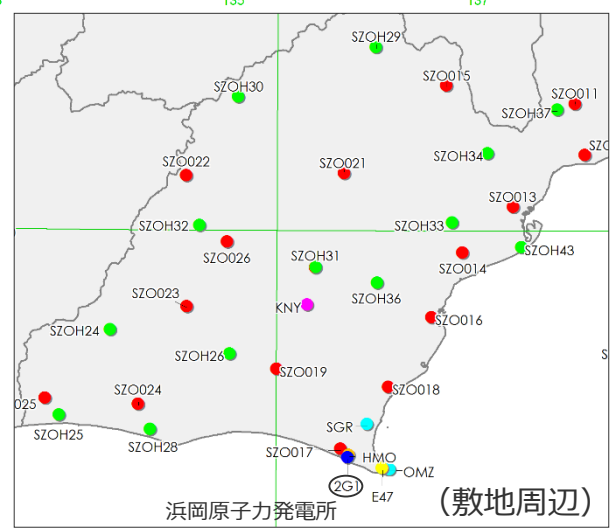 135
137
SZOH29
SZO015
SZOH30
SZO011
SZOH37
SZO022
SZO021
SZOH34
SZO013
SZOH32
SZOH33
SZO026
SZOH31
SZO014
SZOH43
SZO023
KNY
SZOH36
SZOH24
SZO016
SZOH26
SZO019
SZO024
SZO018
025
SZOH25
SZOH28
SGR
SZO017
HMO
OMZ
2G1
E47
浜岡原子力発電所
(敷地周辺)